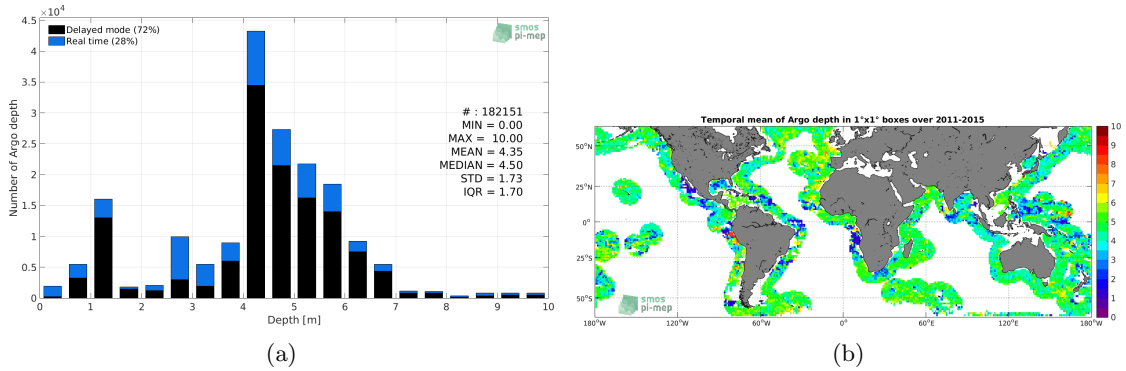 ×10⁴
4.5
4
3.5
3
2.5
2
1.5
1
0.5
0
Number of Argo depth
Delayed mode (72%)
Real time (28%)
smos
pi-mep
# : 182151
MIN = 0.00
MAX = 10.00
MEAN = 4.35
MEDIAN = 4.50
STD = 1.73
IQR = 1.70
1 2 3 4 5 6 7 8 9 10
Depth [m]
(a)
Temporal mean of Argo depth in 1°x1° boxes over 2011-2015
50°N
25°N
0°
25°S
50°S
smos
pi-mep
180°W 120°W 60°W 0° 60°E 120°E 180°W
10
9
8
7
6
5
4
3
2
1
0
(b)